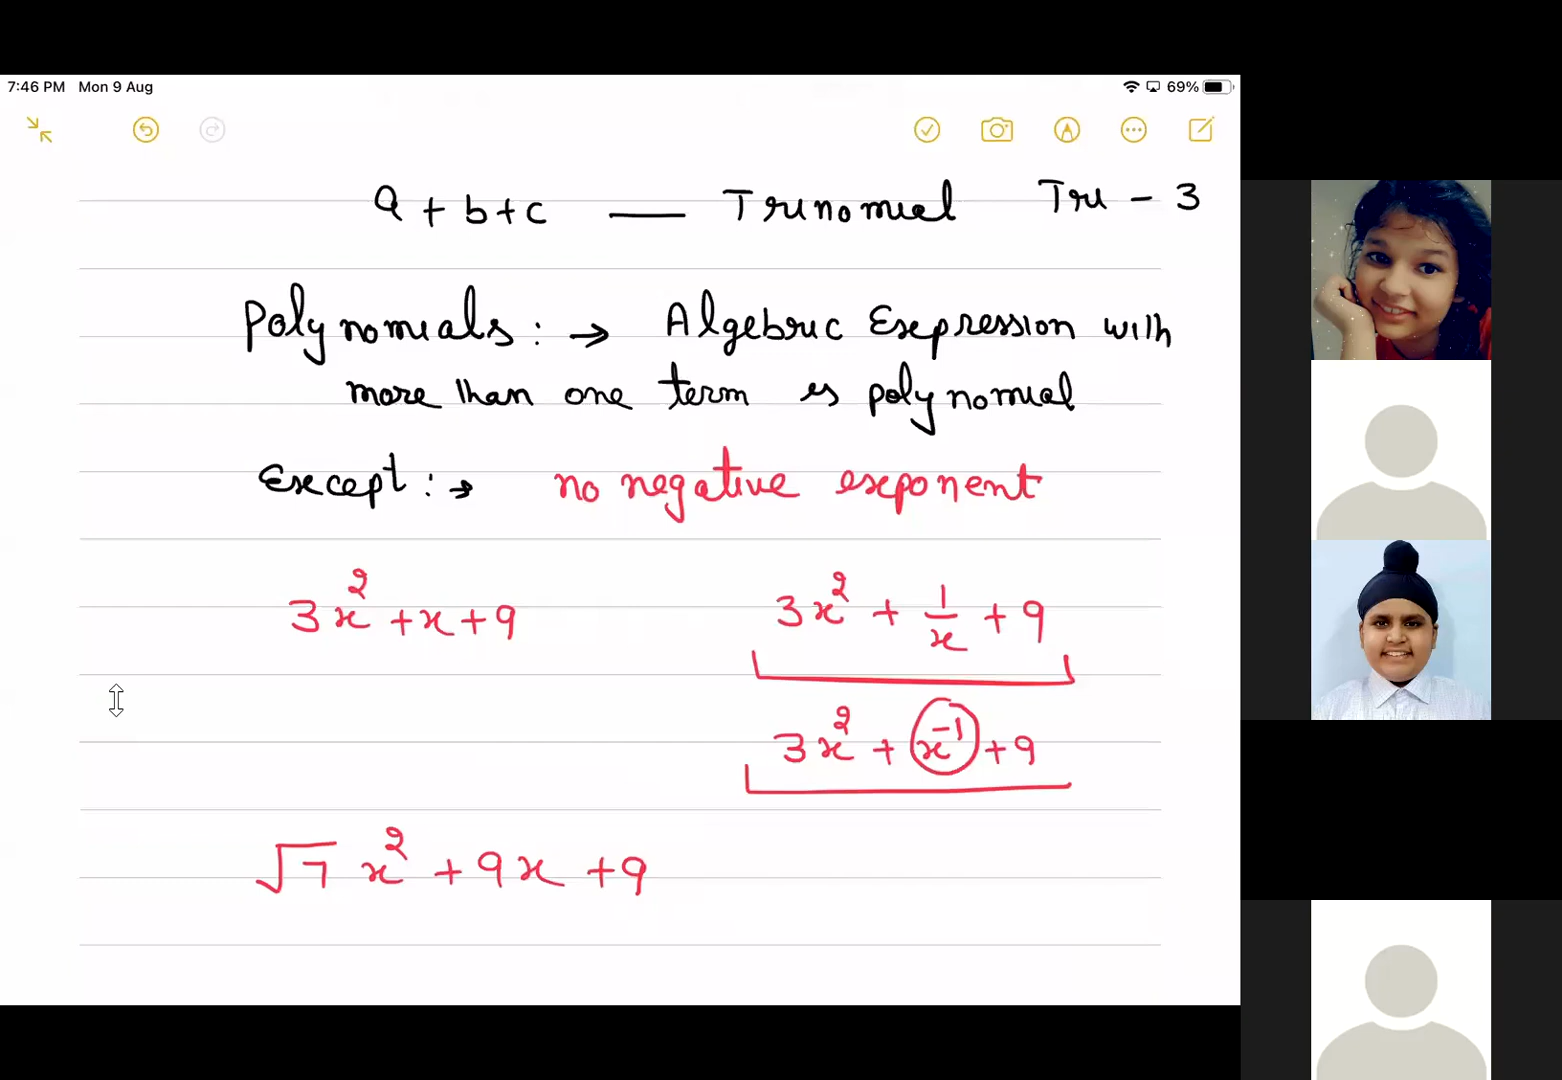 7:46 PM Mon 9 Aug 69%
a + b + c — Trinomial Tri - 3
Polynomials : → Algebric Expression with
more than one term is polynomial
Except : → no negative exponent
3x² + x + 9 3x² + 1/x + 9
3x² + x⁻¹ + 9
√7 x² + 9x + 9